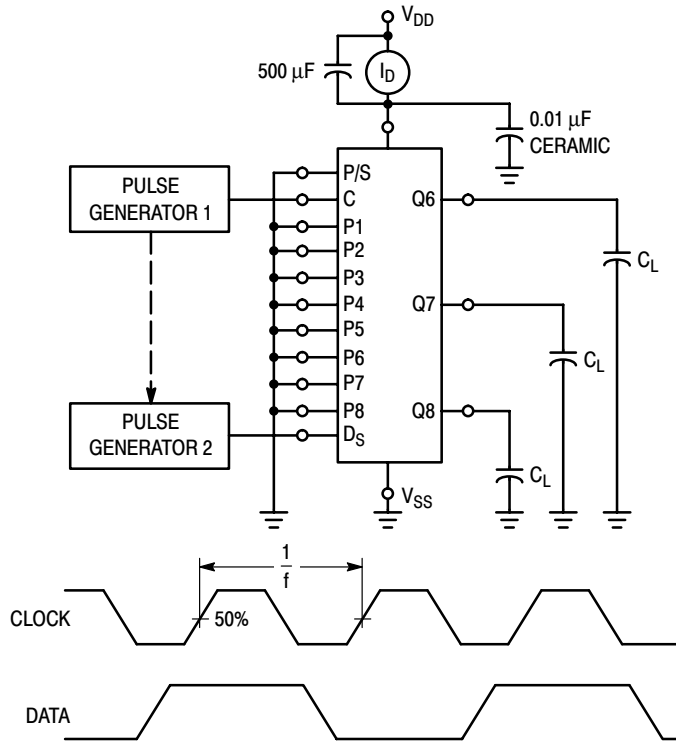 V_DD
500 μF
I_D
0.01 μF
CERAMIC
PULSE
GENERATOR 1
P/S
C
P1
P2
P3
P4
P5
P6
P7
P8
D_S
Q6
Q7
Q8
C_L
C_L
C_L
PULSE
GENERATOR 2
V_SS
1
f
CLOCK
50%
DATA